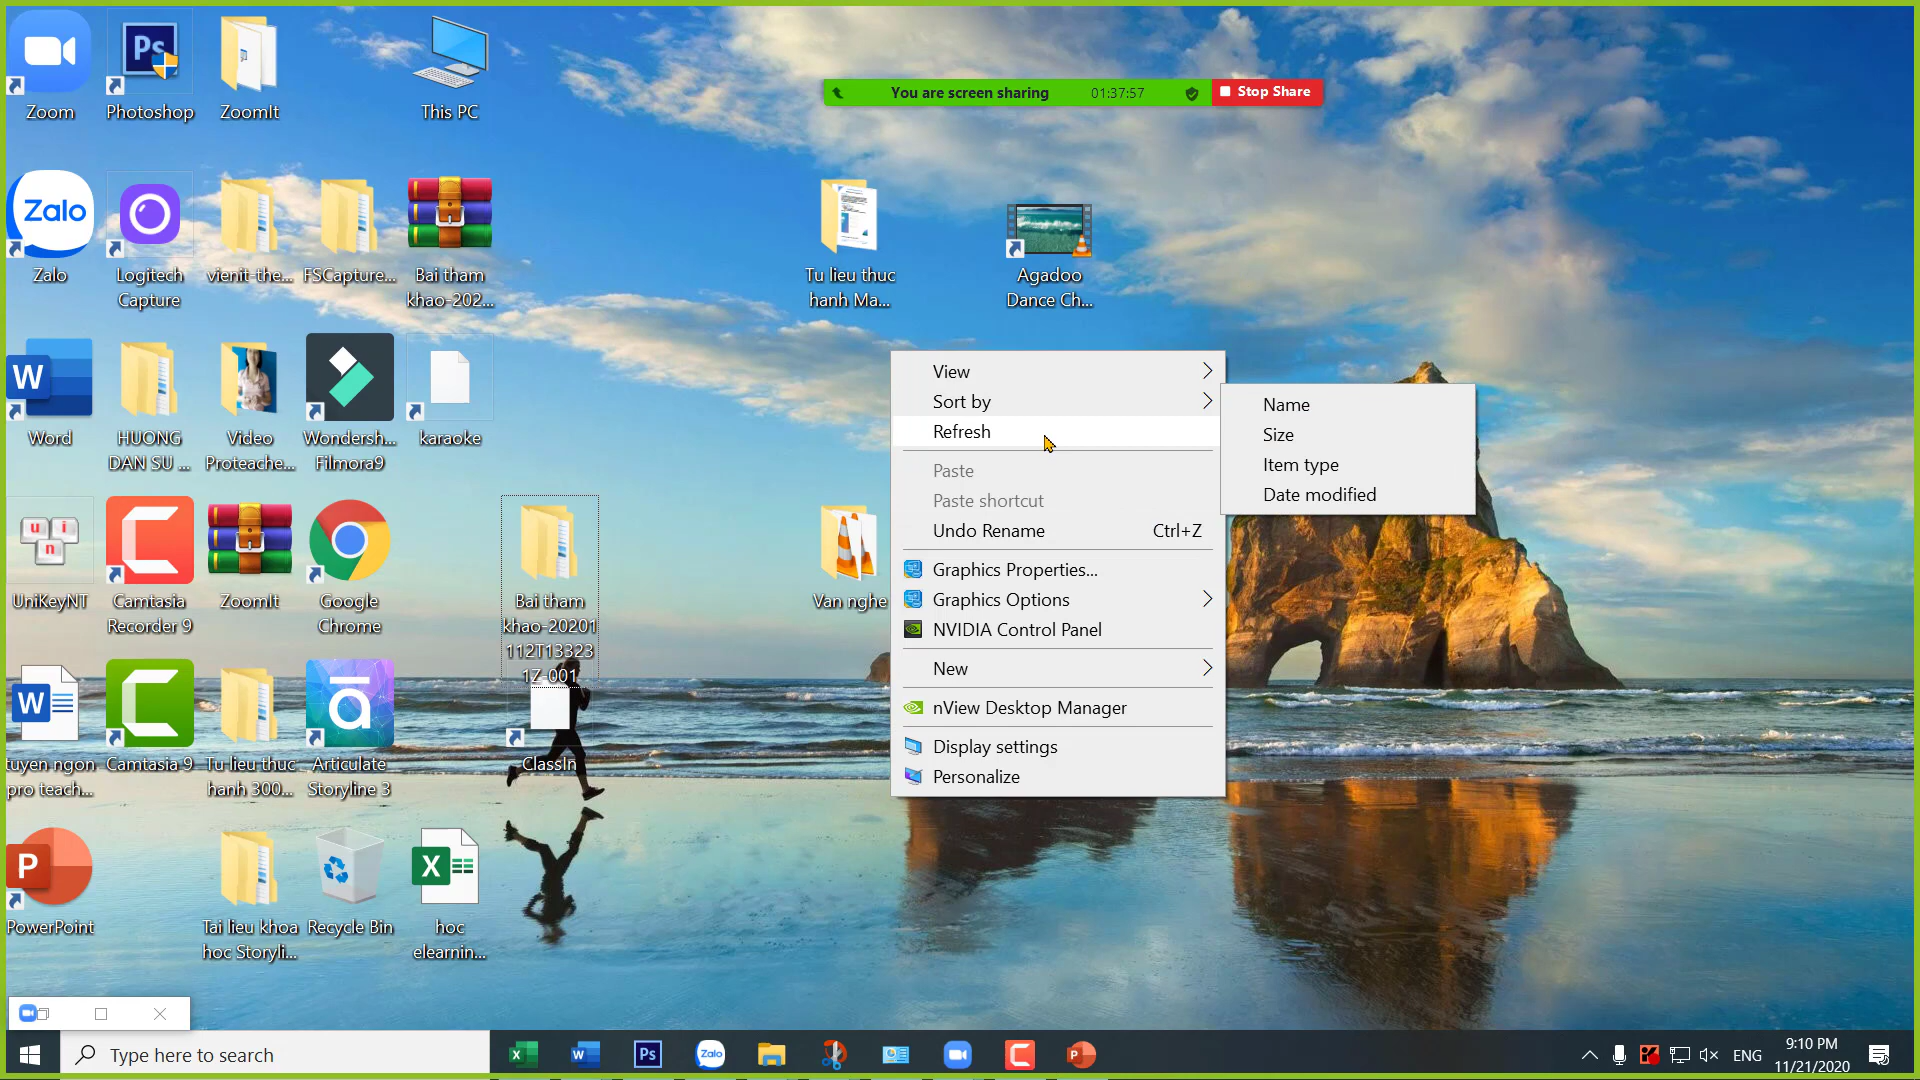 Zoom
Ps
Photoshop
ZoomIt
This PC
You are screen sharing
01:37:57
Stop Share
Zalo
Zalo
Logitech
Capture
vienit-the...
FSCapture...
Bai tham
khao-202...
Tu lieu thuc
hanh Ma...
Agadoo
Dance Ch...
W
Word
HUONG
DAN SU ...
Video
Proteache...
Wondersh...
Filmora9
karaoke
u i
n
UniKeyNT
Camtasia
Recorder 9
ZoomIt
Google
Chrome
Bai tham
khao-20201
112T13323
1Z-001
Van nghe
W
tuyen ngon
pro teach...
Camtasia 9
Tu lieu thuc
hanh 300...
Articulate
Storyline 3
ClassIn
P
PowerPoint
Tai lieu khoa
hoc Storyli...
Recycle Bin
X
hoc
elearnin...
View
Sort by
Refresh
Paste
Paste shortcut
Undo Rename Ctrl+Z
Graphics Properties...
Graphics Options
NVIDIA Control Panel
New
nView Desktop Manager
Display settings
Personalize
Name
Size
Item type
Date modified
Type here to search
Ps
Zalo
ENG
9:10 PM
11/21/2020